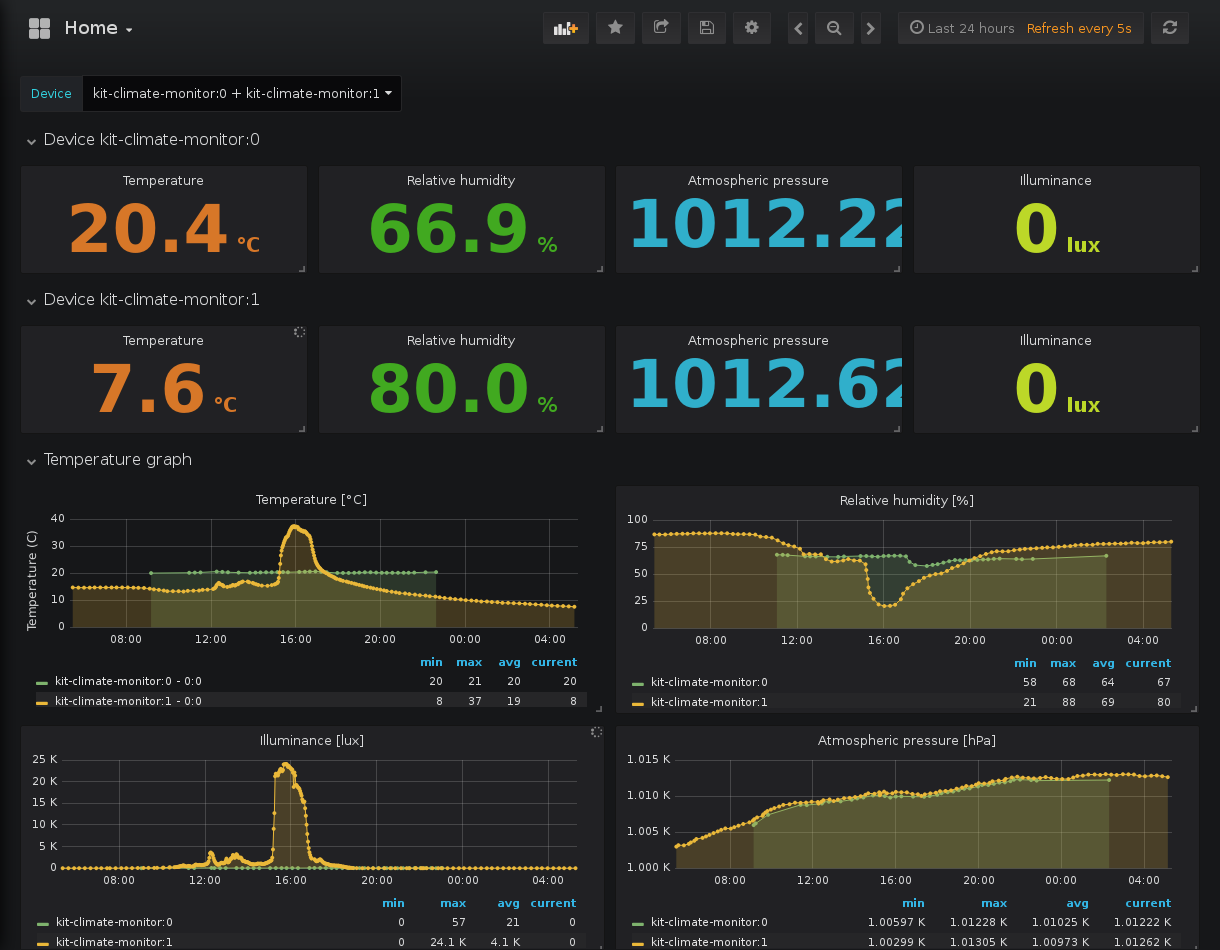 Home
Last 24 hours Refresh every 5s
Device kit-climate-monitor:0 + kit-climate-monitor:1
Device kit-climate-monitor:0
Temperature Relative humidity Atmospheric pressure Illuminance
20.4 °C 66.9 % 1012.22 0 lux
Device kit-climate-monitor:1
Temperature Relative humidity Atmospheric pressure Illuminance
7.6 °C 80.0 % 1012.62 0 lux
Temperature graph
Temperature [°C]
Temperature (C)
40
30
20
10
0
08:00 12:00 16:00 20:00 00:00 04:00
min max avg current
kit-climate-monitor:0 - 0:0 20 21 20 20
kit-climate-monitor:1 - 0:0 8 37 19 8
Relative humidity [%]
100
75
50
25
0
08:00 12:00 16:00 20:00 00:00 04:00
min max avg current
kit-climate-monitor:0 58 68 64 67
kit-climate-monitor:1 21 88 69 80
Illuminance [lux]
25 K
20 K
15 K
10 K
5 K
0
08:00 12:00 16:00 20:00 00:00 04:00
min max avg current
kit-climate-monitor:0 0 57 21 0
kit-climate-monitor:1 0 24.1 K 4.1 K 0
Atmospheric pressure [hPa]
1.015 K
1.010 K
1.005 K
1.000 K
08:00 12:00 16:00 20:00 00:00 04:00
min max avg current
kit-climate-monitor:0 1.00597 K 1.01228 K 1.01025 K 1.01222 K
kit-climate-monitor:1 1.00299 K 1.01305 K 1.00973 K 1.01262 K